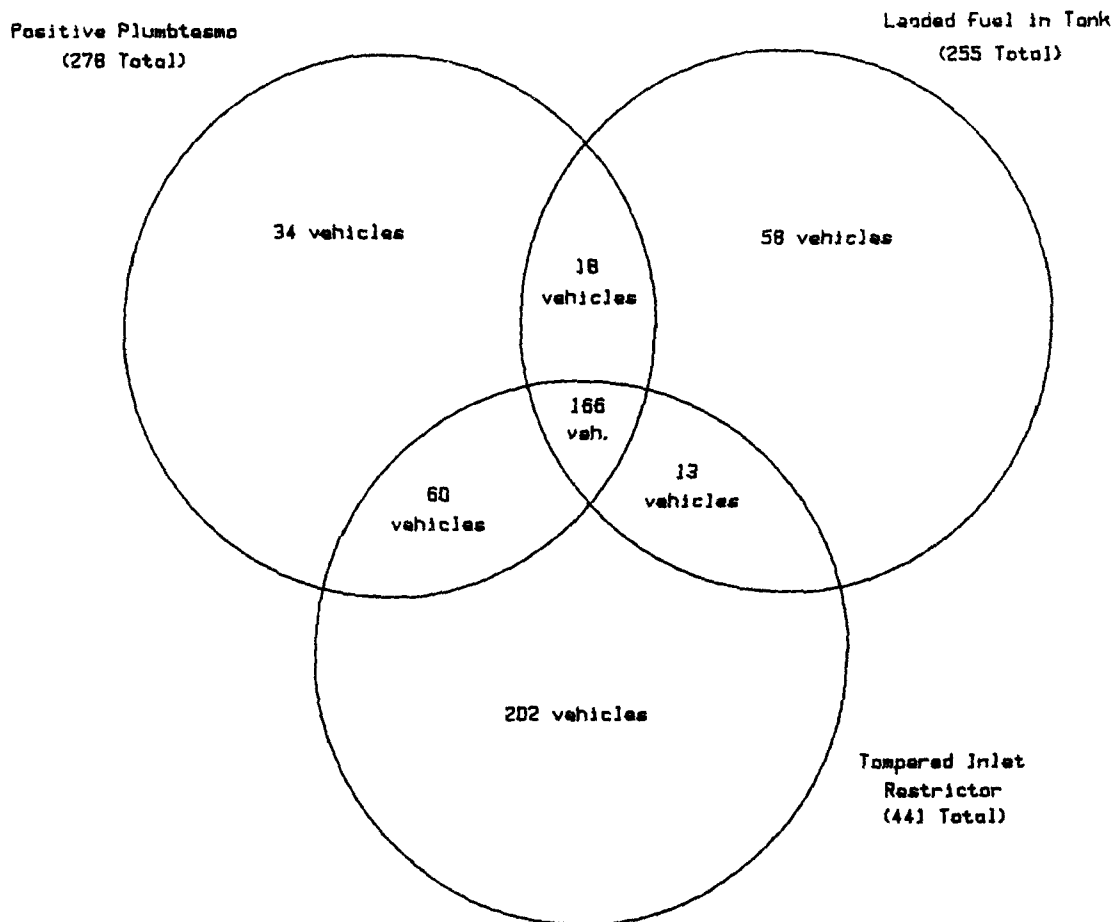 Positive Plumbtesmo
(278 Total)
Leaded Fuel in Tank
(255 Total)
34 vehicles
58 vehicles
18
vehicles
166
veh.
60
vehicles
13
vehicles
202 vehicles
Tampered Inlet
Restrictor
(441 Total)